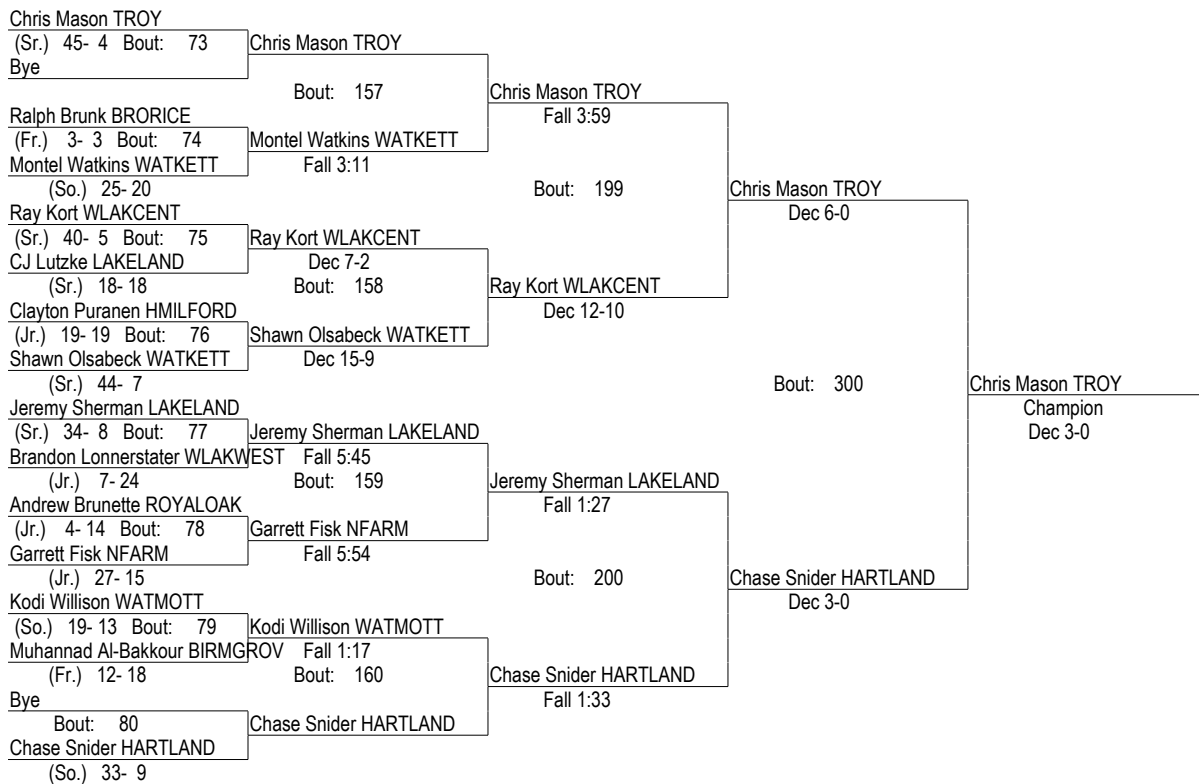 Chris Mason TROY
(Sr.) 45- 4 Bout: 73
Bye
Ralph Brunk BRORICE
(Fr.) 3- 3 Bout: 74
Montel Watkins WATKETT
(So.) 25- 20
Ray Kort WLAKCENT
(Sr.) 40- 5 Bout: 75
CJ Lutzke LAKELAND
(Sr.) 18- 18
Clayton Puranen HMILFORD
(Jr.) 19- 19 Bout: 76
Shawn Olsabeck WATKETT
(Sr.) 44- 7
Jeremy Sherman LAKELAND
(Sr.) 34- 8 Bout: 77
Brandon Lonnerstater WLAKWEST
(Jr.) 7- 24
Andrew Brunette ROYALOAK
(Jr.) 4- 14 Bout: 78
Garrett Fisk NFARM
(Jr.) 27- 15
Kodi Willison WATMOTT
(So.) 19- 13 Bout: 79
Muhannad Al-Bakkour BIRMGROV
(Fr.) 12- 18
Bye
Bout: 80
Chase Snider HARTLAND
(So.) 33- 9
Chris Mason TROY
Bout: 157
Montel Watkins WATKETT
Fall 3:11
Ray Kort WLAKCENT
Dec 7-2
Bout: 158
Shawn Olsabeck WATKETT
Dec 15-9
Jeremy Sherman LAKELAND
Fall 5:45
Bout: 159
Garrett Fisk NFARM
Fall 5:54
Kodi Willison WATMOTT
Fall 1:17
Bout: 160
Chase Snider HARTLAND
Chris Mason TROY
Fall 3:59
Bout: 199
Ray Kort WLAKCENT
Dec 12-10
Jeremy Sherman LAKELAND
Fall 1:27
Bout: 200
Chase Snider HARTLAND
Fall 1:33
Chris Mason TROY
Dec 6-0
Bout: 300
Chase Snider HARTLAND
Dec 3-0
Chris Mason TROY
Champion
Dec 3-0